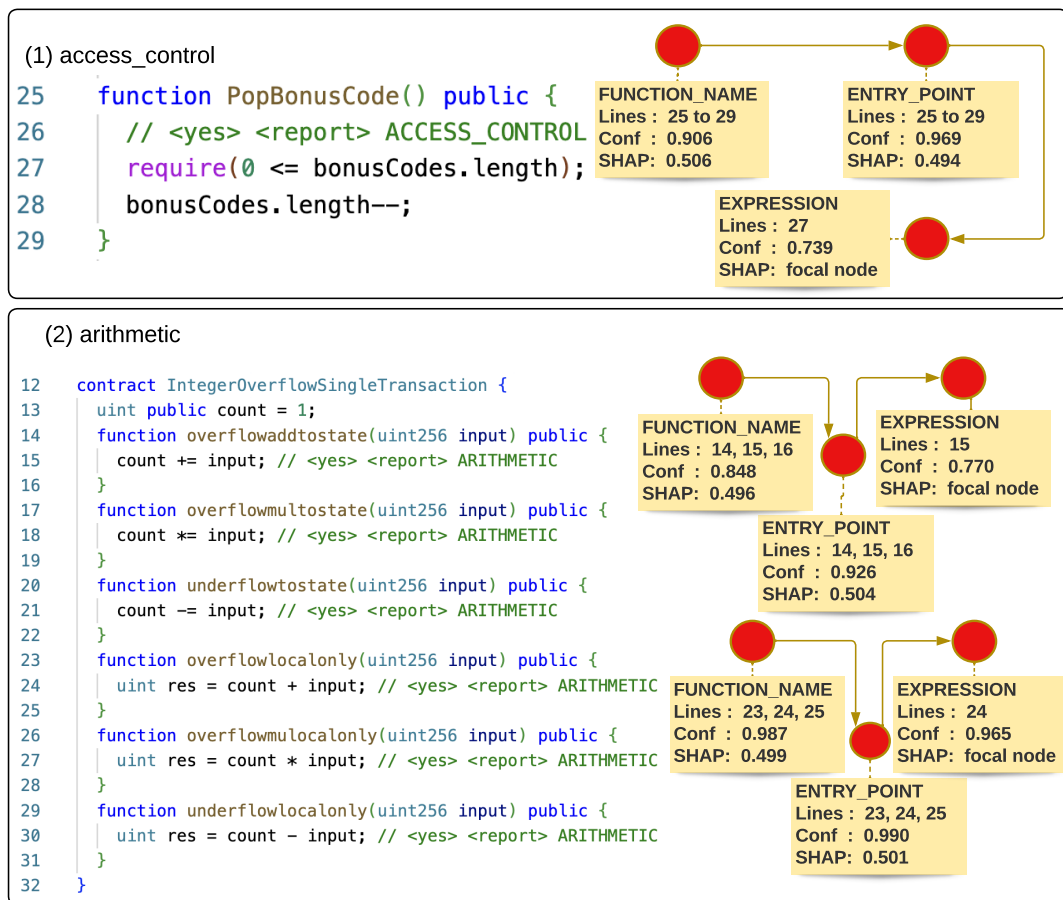 (1) access_control
25 function PopBonusCode() public {
26 // <yes> <report> ACCESS_CONTROL
27 require(0 <= bonusCodes.length);
28 bonusCodes.length--;
29 }
FUNCTION_NAME
Lines : 25 to 29
Conf : 0.906
SHAP: 0.506
ENTRY_POINT
Lines : 25 to 29
Conf : 0.969
SHAP: 0.494
EXPRESSION
Lines : 27
Conf : 0.739
SHAP: focal node
(2) arithmetic
12 contract IntegerOverflowSingleTransaction {
13 uint public count = 1;
14 function overflowaddtostate(uint256 input) public {
15 count += input; // <yes> <report> ARITHMETIC
16 }
17 function overflowmultostate(uint256 input) public {
18 count *= input; // <yes> <report> ARITHMETIC
19 }
20 function underflowtostate(uint256 input) public {
21 count -= input; // <yes> <report> ARITHMETIC
22 }
23 function overflowlocalonly(uint256 input) public {
24 uint res = count + input; // <yes> <report> ARITHMETIC
25 }
26 function overflowmulocalonly(uint256 input) public {
27 uint res = count * input; // <yes> <report> ARITHMETIC
28 }
29 function underflowlocalonly(uint256 input) public {
30 uint res = count - input; // <yes> <report> ARITHMETIC
31 }
32 }
FUNCTION_NAME
Lines : 14, 15, 16
Conf : 0.848
SHAP: 0.496
EXPRESSION
Lines : 15
Conf : 0.770
SHAP: focal node
ENTRY_POINT
Lines : 14, 15, 16
Conf : 0.926
SHAP: 0.504
FUNCTION_NAME
Lines : 23, 24, 25
Conf : 0.987
SHAP: 0.499
EXPRESSION
Lines : 24
Conf : 0.965
SHAP: focal node
ENTRY_POINT
Lines : 23, 24, 25
Conf : 0.990
SHAP: 0.501